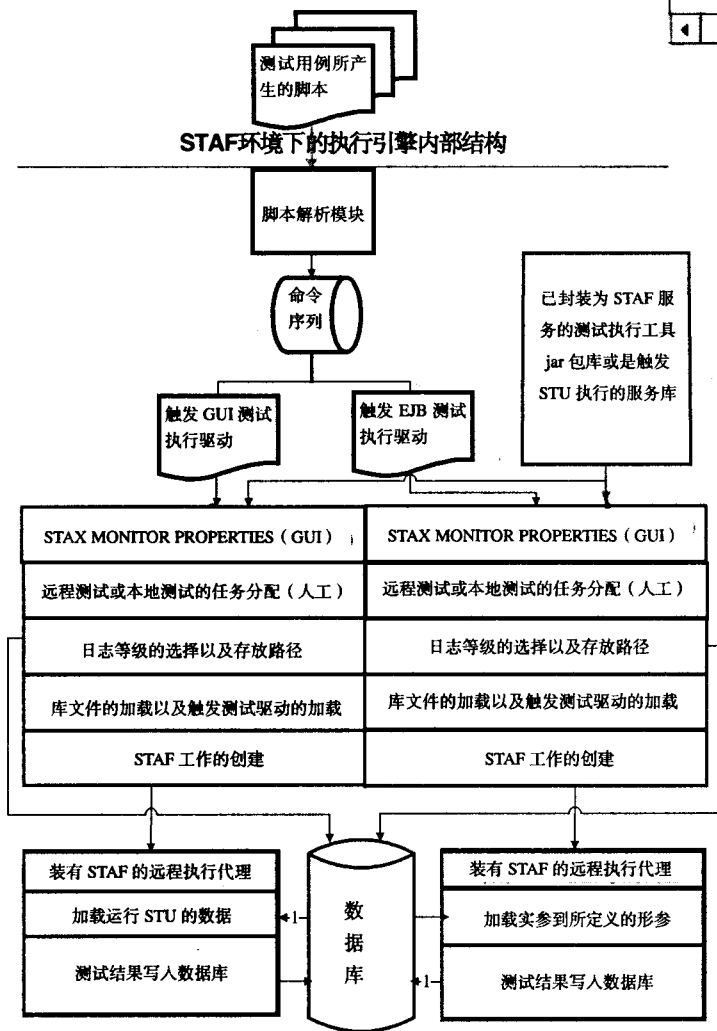 测试用例所产
生的脚本
STAF环境下的执行引擎内部结构
脚本解析模块
命令
序列
已封装为 STAF 服
务的测试执行工具
jar 包库或是触发
STU 执行的服务库
触发 GUI 测试
执行驱动
触发 EJB 测试
执行驱动
STAX MONITOR PROPERTIES（GUI）
STAX MONITOR PROPERTIES（GUI）
远程测试或本地测试的任务分配（人工）
远程测试或本地测试的任务分配（人工）
日志等级的选择以及存放路径
日志等级的选择以及存放路径
库文件的加载以及触发测试驱动的加载
库文件的加载以及触发测试驱动的加载
STAF 工作的创建
STAF 工作的创建
装有 STAF 的远程执行代理
加载运行 STU 的数据
测试结果写入数据库
1
数
据
库
1
装有 STAF 的远程执行代理
加载实参到所定义的形参
测试结果写入数据库